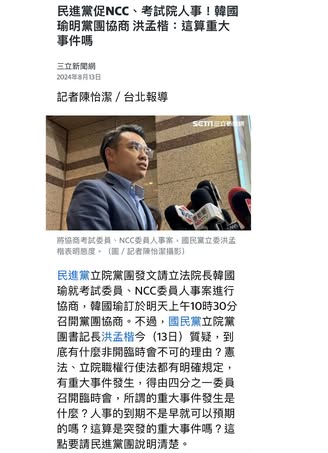 民進黨促NCC、考試院人事！韓國
瑜明黨團協商 洪孟楷：這算重大
事件嗎
三立新聞網
2024年8月13日
記者陳怡潔／台北報導
SETN 三立新聞網
將協商考試委員、NCC委員人事案，國民黨立委洪孟
楷表明態度。（圖／記者陳怡潔攝影）
民進黨立院黨團發文請立法院長韓國
瑜就考試委員、NCC委員人事案進行
協商，韓國瑜訂於明天上午10時30分
召開黨團協商。不過，國民黨立院黨
團書記長洪孟楷今（13日）質疑，到
底有什麼非開臨時會不可的理由？憲
法、立院職權行使法都有明確規定，
有重大事件發生，得由四分之一委員
召開臨時會，所謂的重大事件發生是
什麼？人事的到期不是早就可以預期
的嗎？這算是突發的重大事件嗎？這
點要請民進黨團說明清楚。